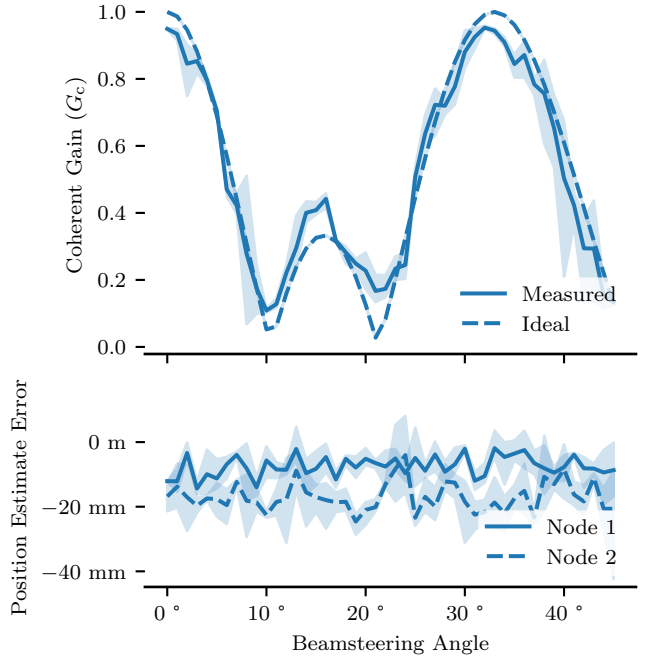 Coherent Gain (Gc)
1.0
0.8
0.6
0.4
0.2
0.0
Measured
Ideal
Position Estimate Error
0 m
−20 mm
−40 mm
Node 1
Node 2
0 ° 10 ° 20 ° 30 ° 40 °
Beamsteering Angle